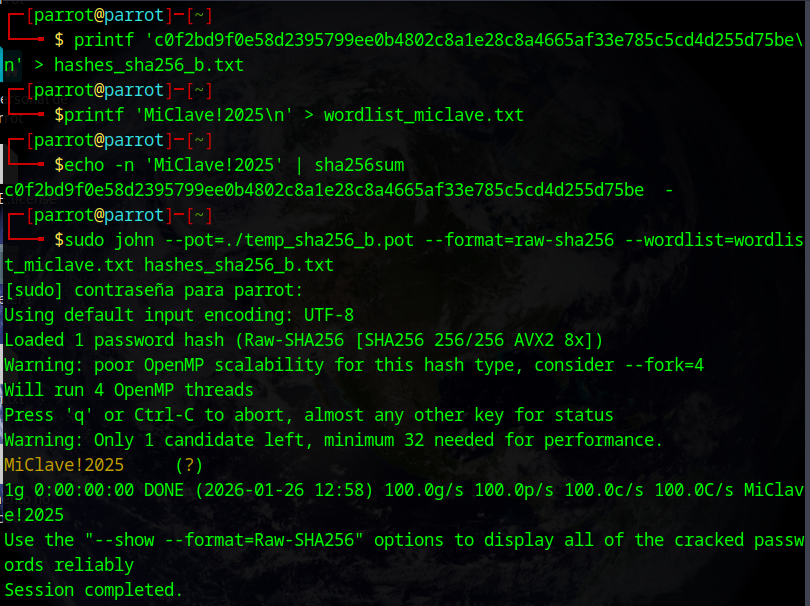 ┌─[parrot@parrot]─[~]
└──╼ $ printf 'c0f2bd9f0e58d2395799ee0b4802c8a1e28c8a4665af33e785c5cd4d255d75be\
n' > hashes_sha256_b.txt
┌─[parrot@parrot]─[~]
└──╼ $printf 'MiClave!2025\n' > wordlist_miclave.txt
┌─[parrot@parrot]─[~]
└──╼ $echo -n 'MiClave!2025' | sha256sum
c0f2bd9f0e58d2395799ee0b4802c8a1e28c8a4665af33e785c5cd4d255d75be  -
┌─[parrot@parrot]─[~]
└──╼ $sudo john --pot=./temp_sha256_b.pot --format=raw-sha256 --wordlist=wordlis
t_miclave.txt hashes_sha256_b.txt
[sudo] contraseña para parrot:
Using default input encoding: UTF-8
Loaded 1 password hash (Raw-SHA256 [SHA256 256/256 AVX2 8x])
Warning: poor OpenMP scalability for this hash type, consider --fork=4
Will run 4 OpenMP threads
Press 'q' or Ctrl-C to abort, almost any other key for status
Warning: Only 1 candidate left, minimum 32 needed for performance.
MiClave!2025     (?)
1g 0:00:00:00 DONE (2026-01-26 12:58) 100.0g/s 100.0p/s 100.0c/s 100.0C/s MiClav
e!2025
Use the "--show --format=Raw-SHA256" options to display all of the cracked passw
ords reliably
Session completed.